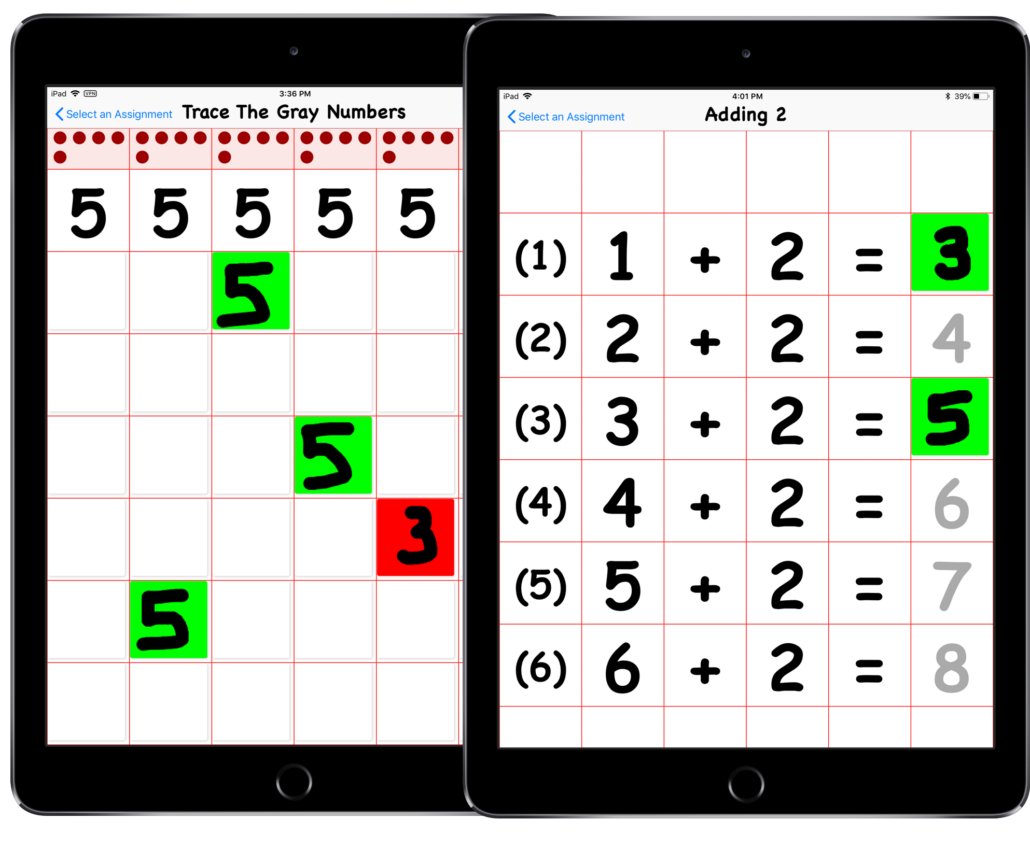 iPad VPN 3:36 PM
Select an Assignment Trace The Gray Numbers
5 5 5 5 5
5
5
3
5
iPad 4:01 PM 39%
Select an Assignment Adding 2
(1) 1 + 2 = 3
(2) 2 + 2 = 4
(3) 3 + 2 = 5
(4) 4 + 2 = 6
(5) 5 + 2 = 7
(6) 6 + 2 = 8